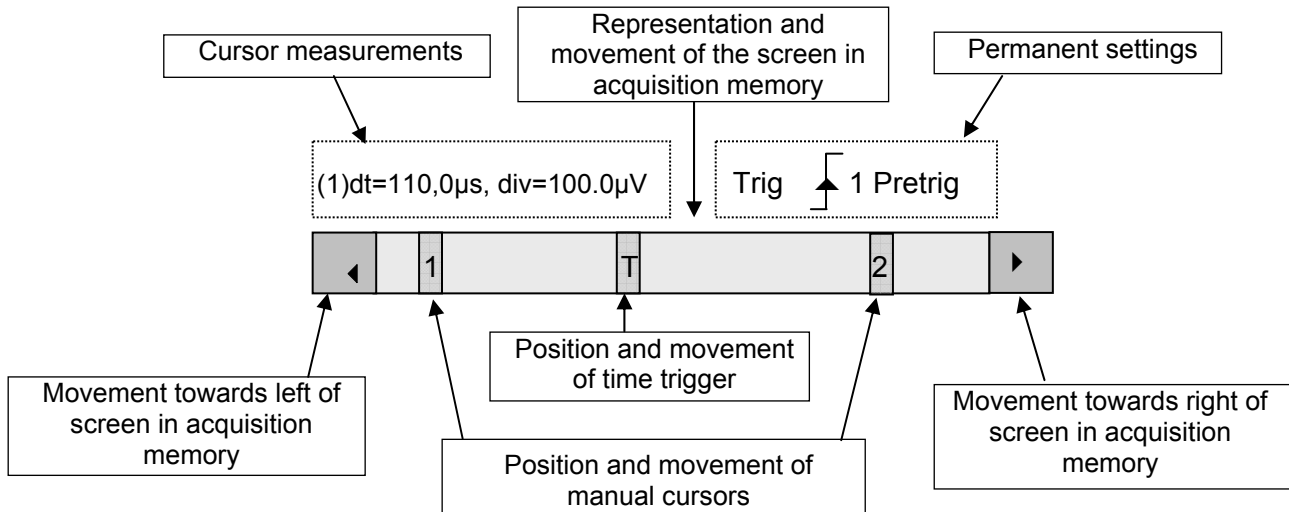 Cursor measurements
Representation and
movement of the screen in
acquisition memory
Permanent settings
(1)dt=110,0µs, div=100.0µV
Trig 1 Pretrig
1
T
2
Position and movement
of time trigger
Movement towards left of
screen in acquisition
memory
Position and movement of
manual cursors
Movement towards right of
screen in acquisition
memory